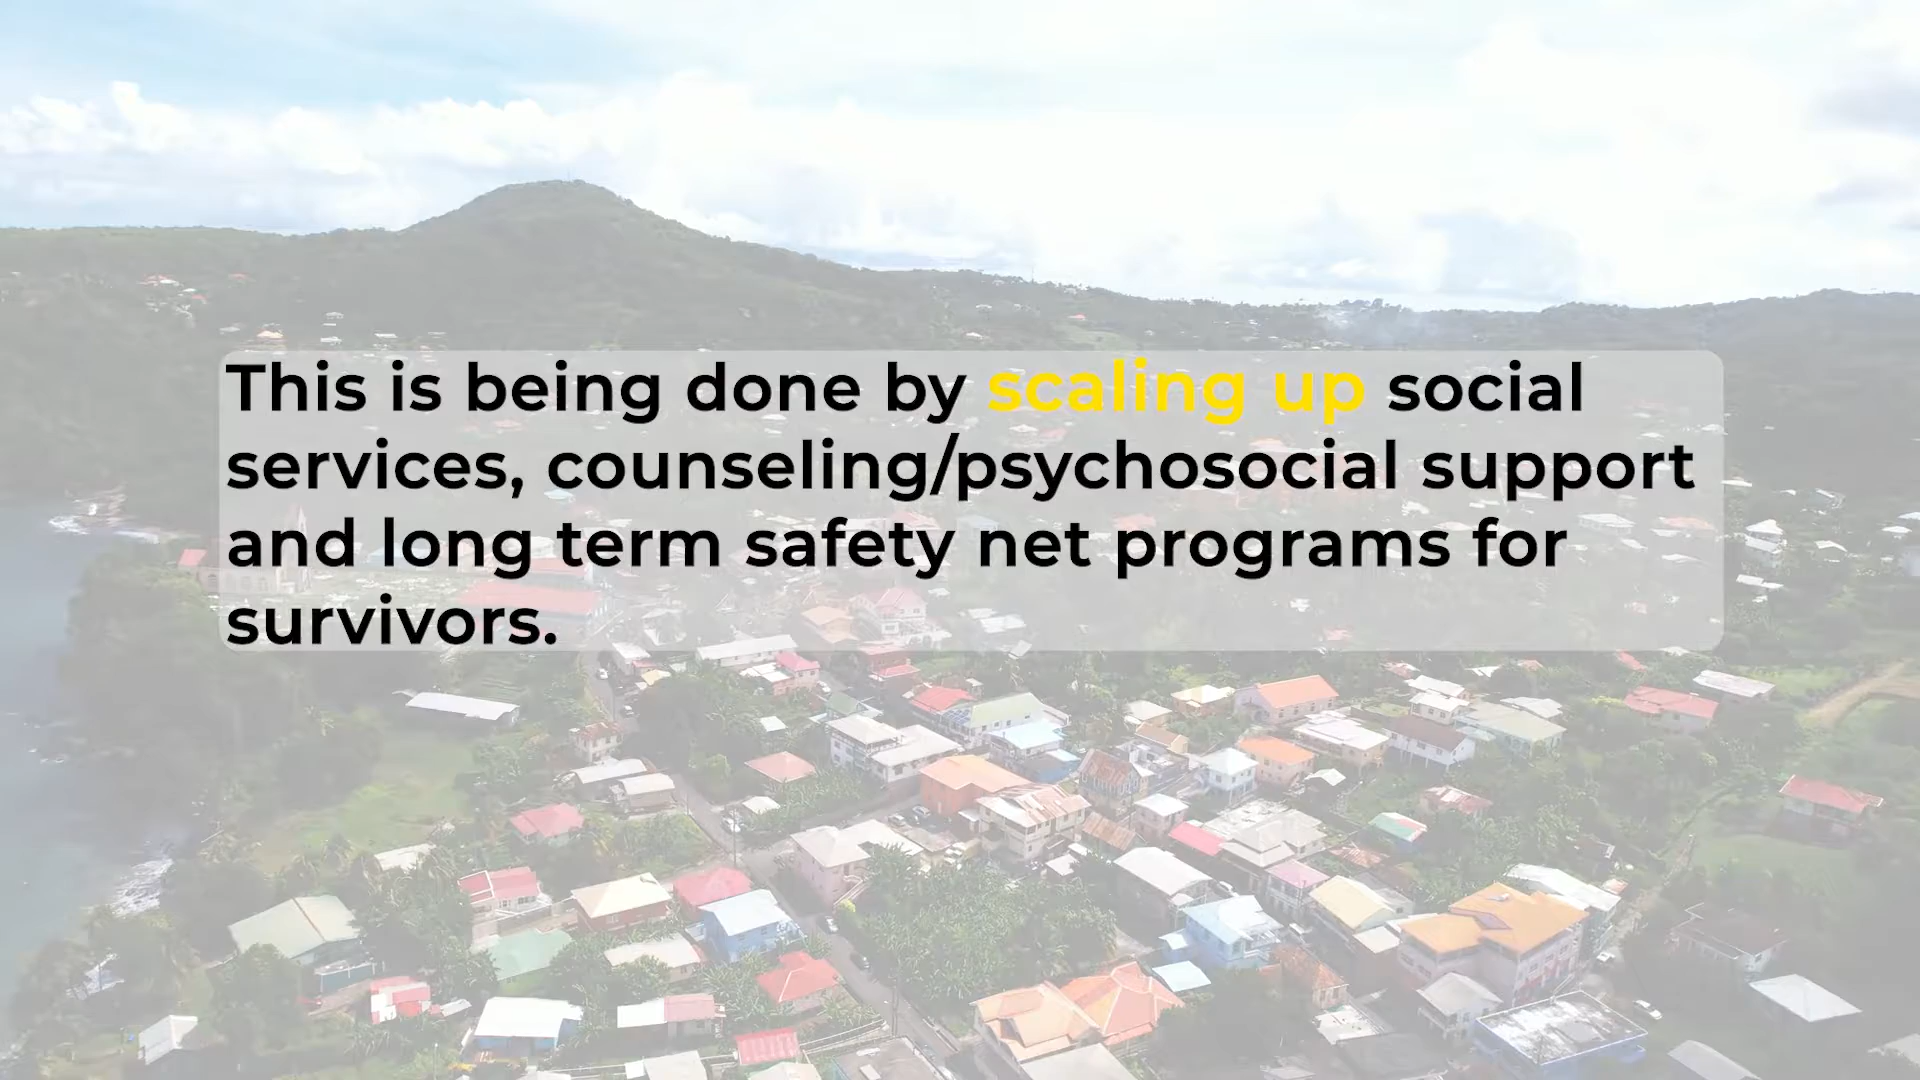 This is being done by scaling up social
services, counseling/psychosocial support
and long term safety net programs for
survivors.